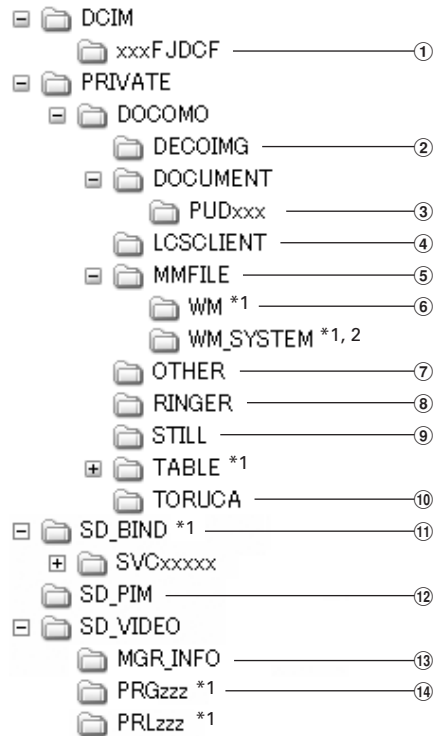 DCIM
xxxFJDCF ①
PRIVATE
DOCOMO
DECOIMG ②
DOCUMENT
PUDxxx ③
LCSCLIENT ④
MMFILE ⑤
WM *1 ⑥
WM_SYSTEM *1, 2
OTHER ⑦
RINGER ⑧
STILL ⑨
TABLE *1
TORUCA ⑩
SD_BIND *1 ⑪
SVCxxxxx
SD_PIM ⑫
SD_VIDEO
MGR_INFO ⑬
PRGzzz *1 ⑭
PRLzzz *1